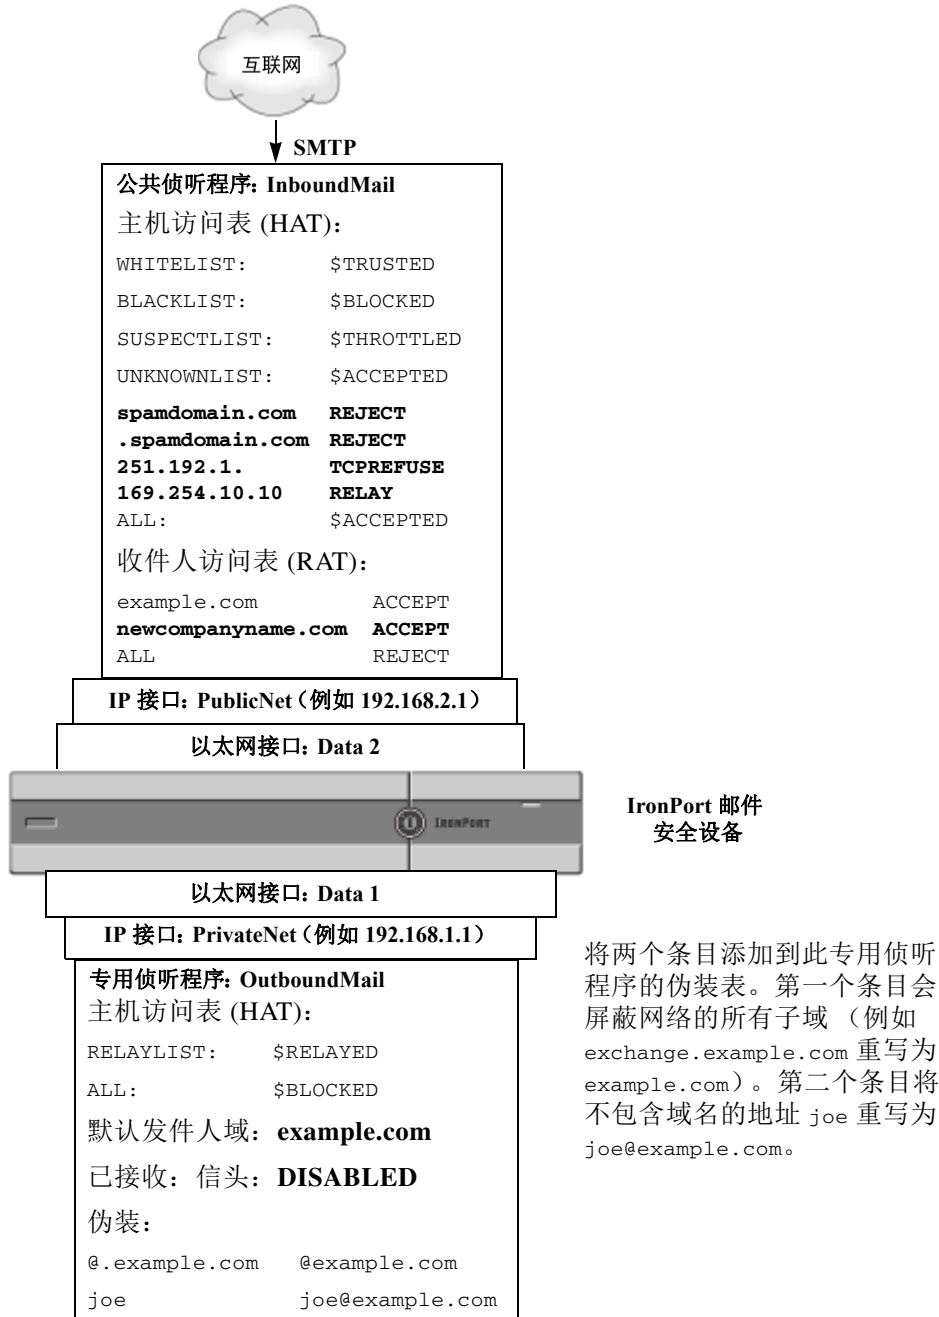 互联网
SMTP
公共侦听程序: InboundMail
主机访问表 (HAT):
WHITELIST: $TRUSTED
BLACKLIST: $BLOCKED
SUSPECTLIST: $THROTTLED
UNKNOWNLIST: $ACCEPTED
spamdomain.com REJECT
.spamdomain.com REJECT
251.192.1. TCPREFUSE
169.254.10.10 RELAY
ALL: $ACCEPTED
收件人访问表 (RAT):
example.com ACCEPT
newcompanyname.com ACCEPT
ALL REJECT
IP 接口: PublicNet（例如 192.168.2.1）
以太网接口: Data 2
IRONPORT
IronPort 邮件
安全设备
以太网接口: Data 1
IP 接口: PrivateNet（例如 192.168.1.1）
专用侦听程序: OutboundMail
主机访问表 (HAT):
RELAYLIST: $RELAYED
ALL: $BLOCKED
默认发件人域: example.com
已接收: 信头: DISABLED
伪装:
@.example.com @example.com
joe joe@example.com
将两个条目添加到此专用侦听
程序的伪装表。第一个条目会
屏蔽网络的所有子域 （例如
exchange.example.com 重写为
example.com）。第二个条目将
不包含域名的地址 joe 重写为
joe@example.com。